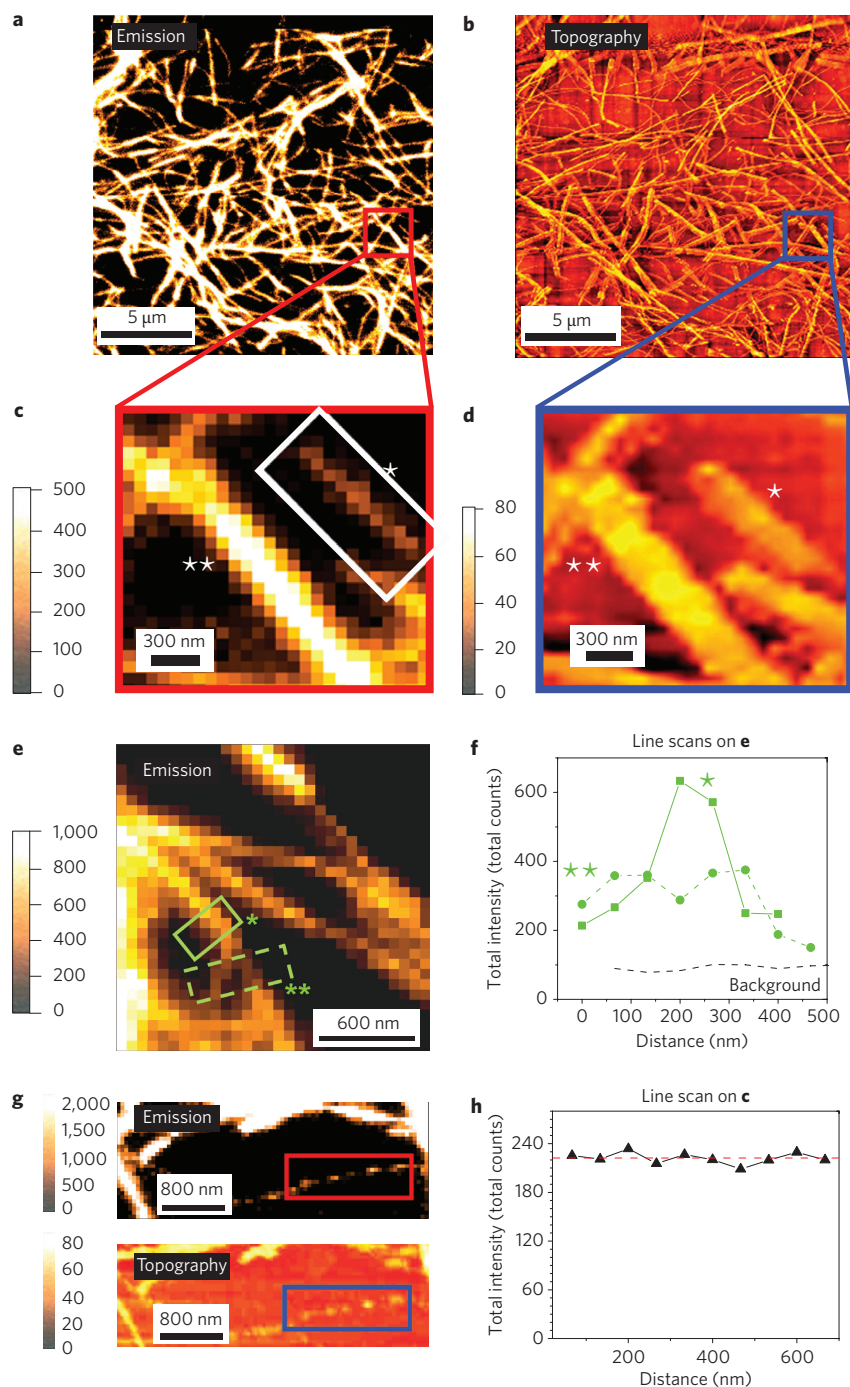 a
Emission
5 μm
b
Topography
5 μm
c
500
400
300
200
100
0
★
★★
300 nm
d
80
60
40
20
0
★
★★
300 nm
e
Emission
1,000
800
600
400
200
0
*
**
600 nm
f
Line scans on e
Total intensity (total counts)
600
400
200
0
★
★★
Background
0 100 200 300 400 500
Distance (nm)
g
2,000
1,500
1,000
500
0
Emission
800 nm
80
60
40
20
0
Topography
800 nm
h
Line scan on c
Total intensity (total counts)
240
180
120
60
0
200 400 600
Distance (nm)